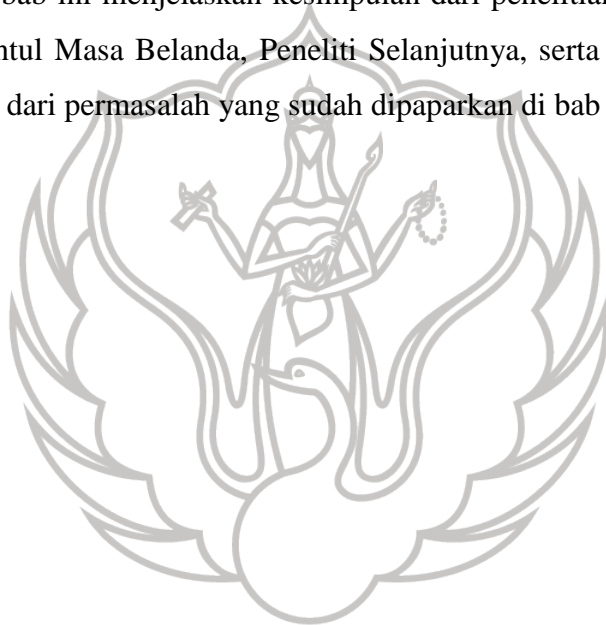 bab ini menjelaskan kesimpulan dari penelitian
ntul Masa Belanda, Peneliti Selanjutnya, serta
dari permasalah yang sudah dipaparkan di bab